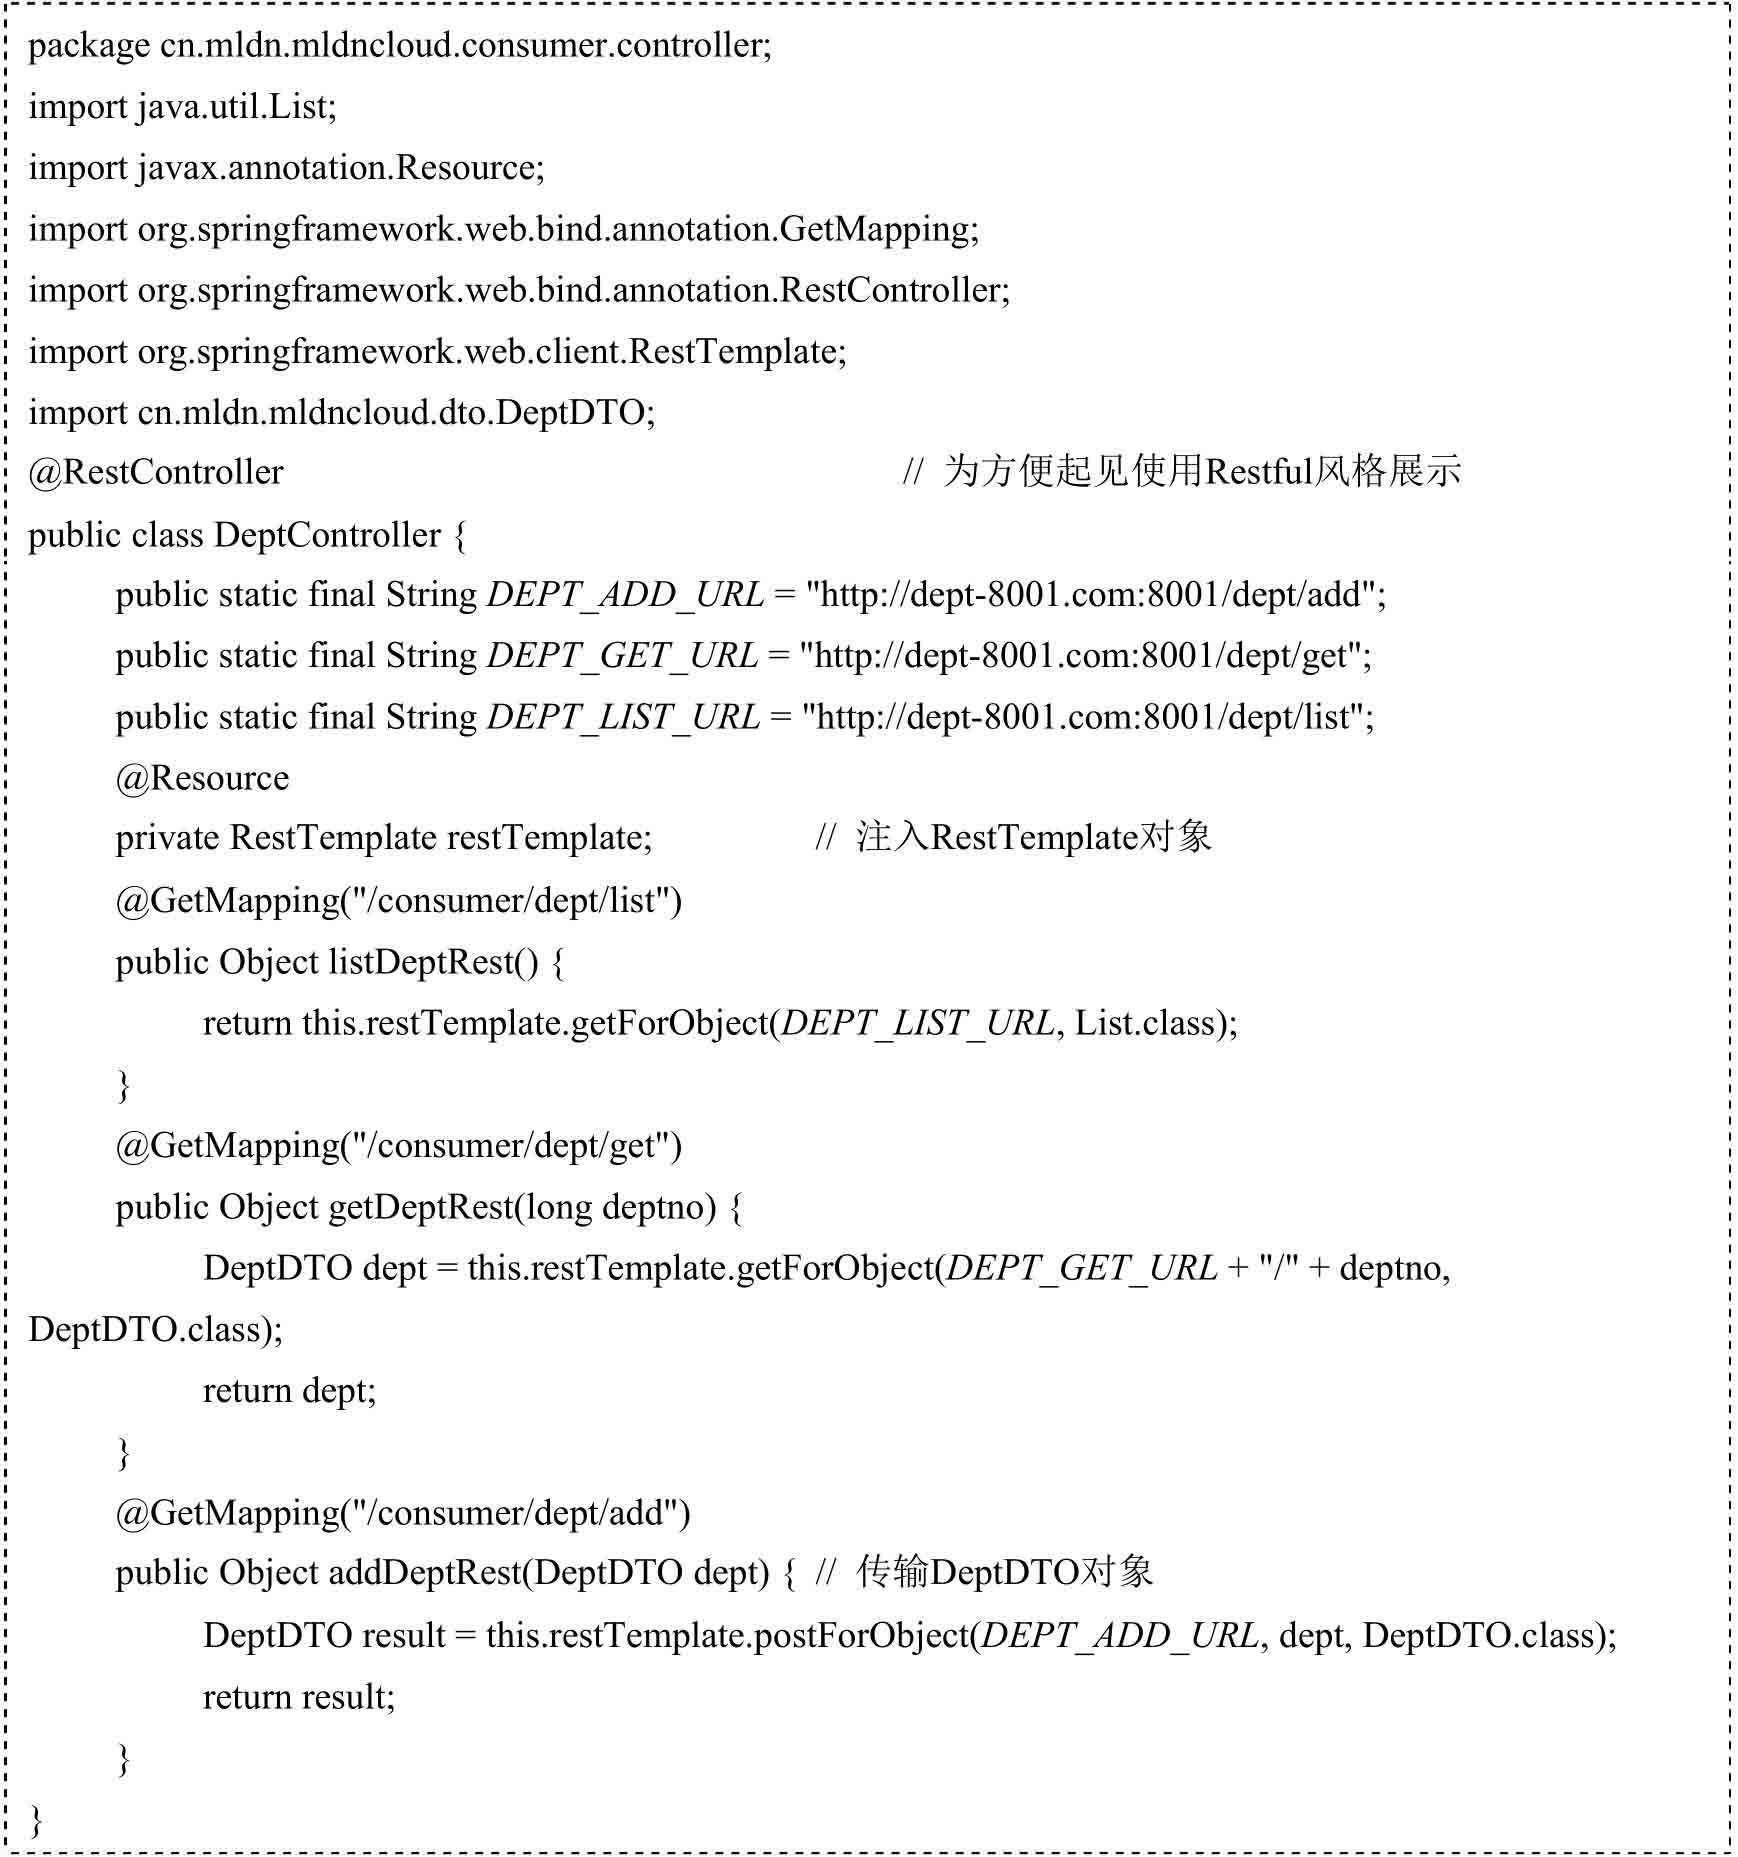 package cn.mldn.mldncloud.consumer.controller;
import java.util.List;
import javax.annotation.Resource;
import org.springframework.web.bind.annotation.GetMapping;
import org.springframework.web.bind.annotation.RestController;
import org.springframework.web.client.RestTemplate;
import cn.mldn.mldncloud.dto.DeptDTO;
@RestController // 为方便起见使用Restful风格展示
public class DeptController {
public static final String DEPT_ADD_URL = "http://dept-8001.com:8001/dept/add";
public static final String DEPT_GET_URL = "http://dept-8001.com:8001/dept/get";
public static final String DEPT_LIST_URL = "http://dept-8001.com:8001/dept/list";
@Resource
private RestTemplate restTemplate; // 注入RestTemplate对象
@GetMapping("/consumer/dept/list")
public Object listDeptRest() {
return this.restTemplate.getForObject(DEPT_LIST_URL, List.class);
}
@GetMapping("/consumer/dept/get")
public Object getDeptRest(long deptno) {
DeptDTO dept = this.restTemplate.getForObject(DEPT_GET_URL + "/" + deptno,
DeptDTO.class);
return dept;
}
@GetMapping("/consumer/dept/add")
public Object addDeptRest(DeptDTO dept) { // 传输DeptDTO对象
DeptDTO result = this.restTemplate.postForObject(DEPT_ADD_URL, dept, DeptDTO.class);
return result;
}
}